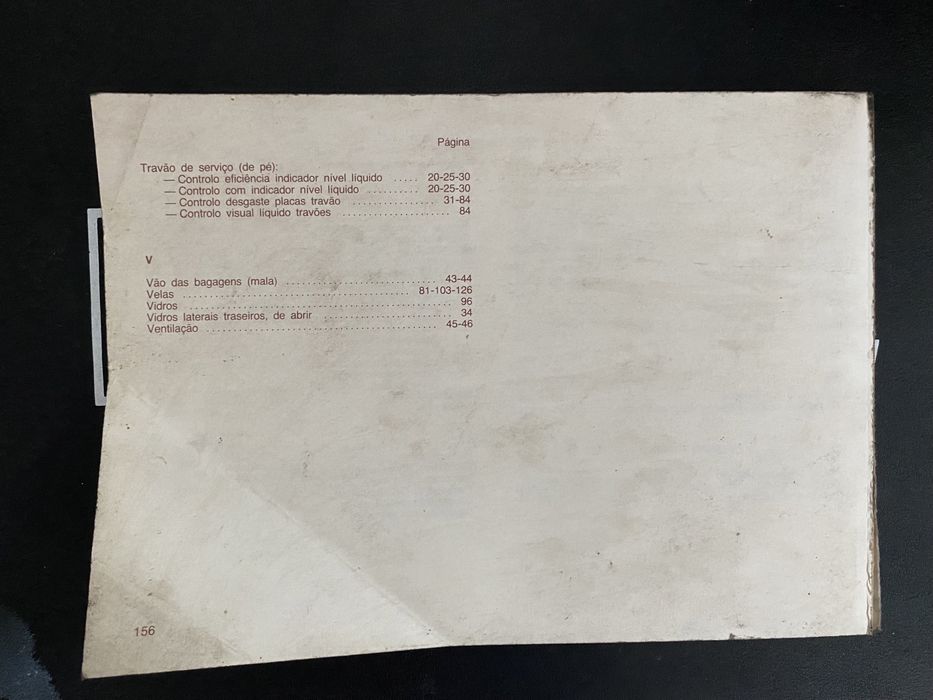 Página
Travão de serviço (de pé):
— Controlo eficiência indicador nível líquido ..... 20-25-30
— Controlo com indicador nível líquido .......... 20-25-30
— Controlo desgaste placas travão ................ 31-84
— Controlo visual líquido travões ..................... 84
V
Vão das bagagens (mala) .............................. 43-44
Velas ............................................. 81-103-126
Vidros .................................................... 96
Vidros laterais traseiros, de abrir ........................ 34
Ventilação ........................................... 45-46
156